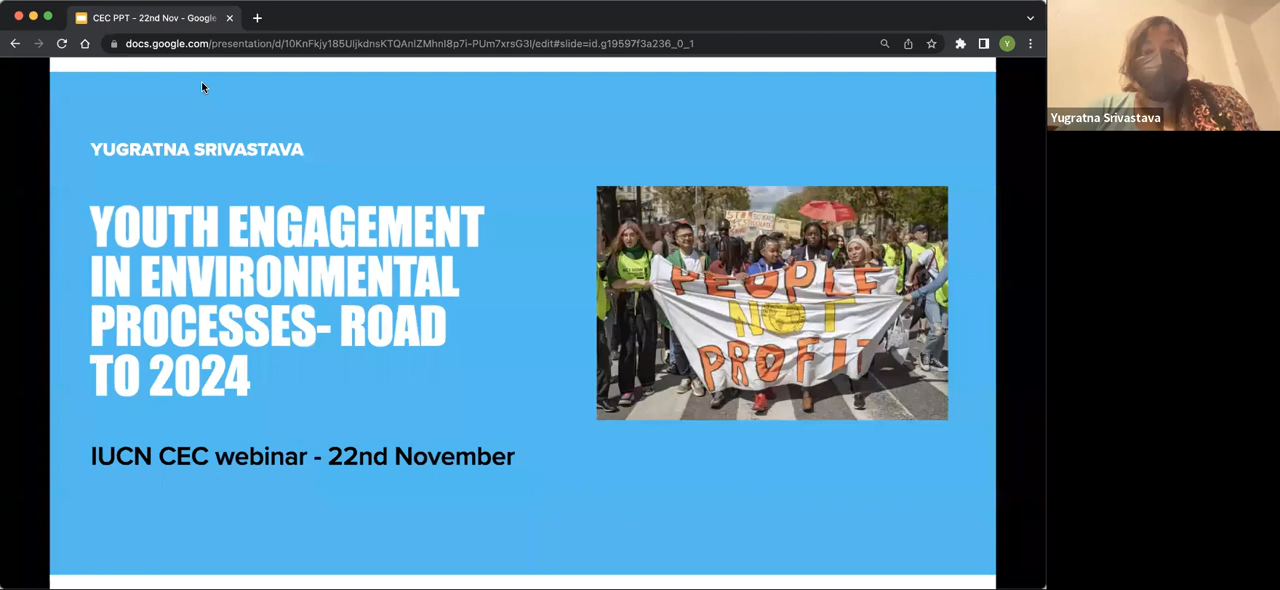 CEC PPT - 22nd Nov - Google
docs.google.com/presentation/d/10KnFkjy185UljkdnsKTQAnIZMhnI8p7i-PUm7xrsG3I/edit#slide=id.g19597f3a236_0_1
Y
YUGRATNA SRIVASTAVA
YOUTH ENGAGEMENT
IN ENVIRONMENTAL
PROCESSES- ROAD
TO 2024
PEOPLE
NOT
PROFIT
IUCN CEC webinar - 22nd November
Yugratna Srivastava